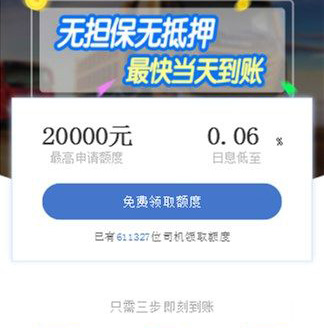 无担保无抵押
最快当天到账
20000元
0.06 %
最高申请额度
日息低至
免费领取额度
已有611327位司机领取额度
只需三步即刻到账